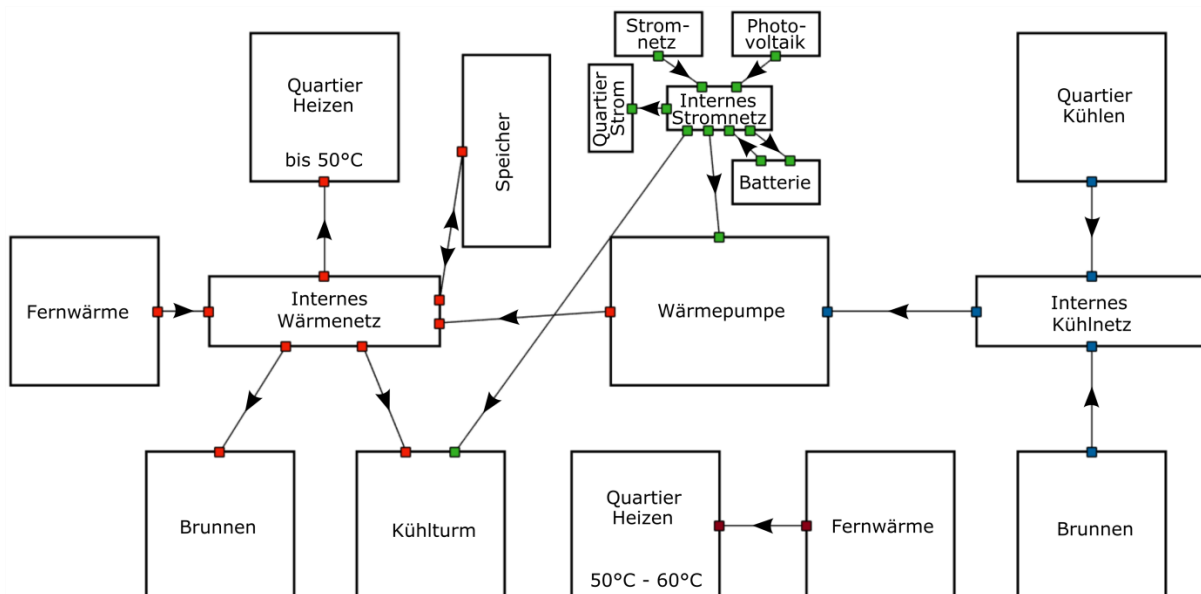 Strom-
netz
Photo-
voltaik
Quartier
Heizen
bis 50°C
Speicher
Quartier
Strom
Internes
Stromnetz
Batterie
Quartier
Kühlen
Fernwärme
Internes
Wärmenetz
Wärmepumpe
Internes
Kühlnetz
Brunnen
Kühlturm
Quartier
Heizen
50°C - 60°C
Fernwärme
Brunnen